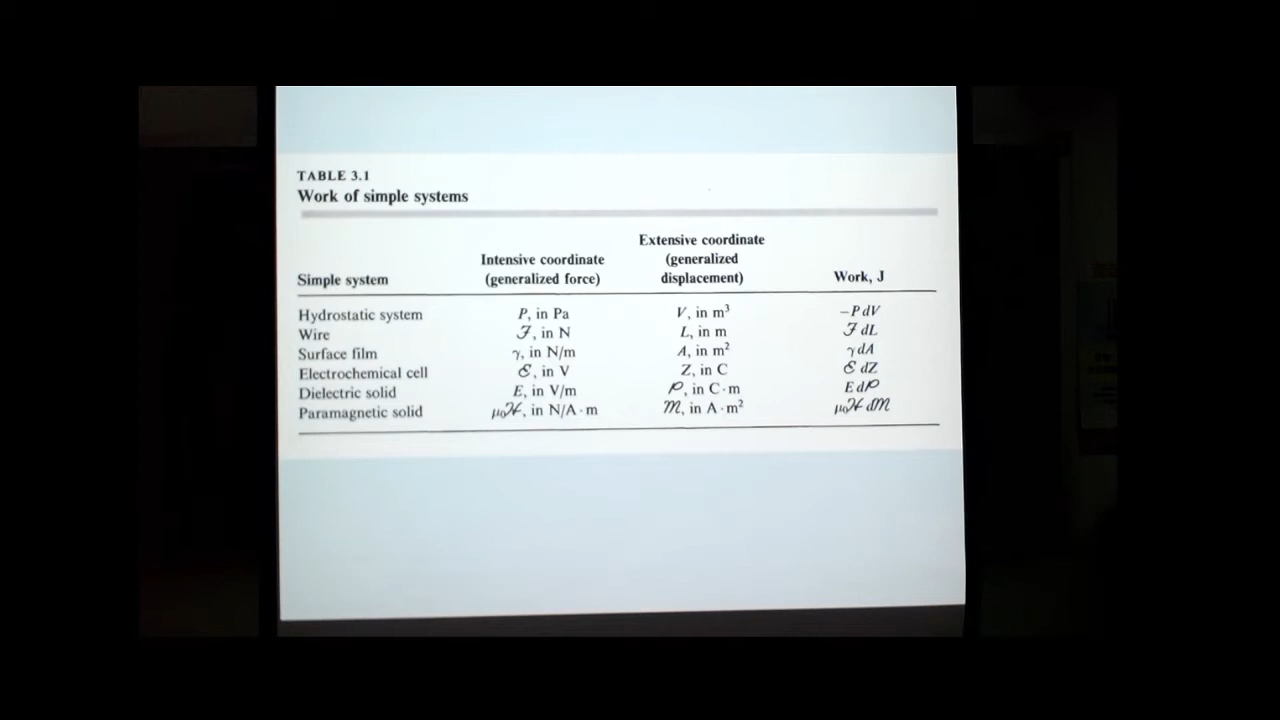 TABLE 3.1
Work of simple systems
Simple system | Intensive coordinate (generalized force) | Extensive coordinate (generalized displacement) | Work, J
Hydrostatic system | P, in Pa | V, in m³ | −P dV
Wire | ℱ, in N | L, in m | ℱ dL
Surface film | γ, in N/m | A, in m² | γ dA
Electrochemical cell | ℰ, in V | Z, in C | ℰ dZ
Dielectric solid | E, in V/m | 𝒫, in C·m | E d𝒫
Paramagnetic solid | μ₀ℋ, in N/A·m | ℳ, in A·m² | μ₀ℋ dℳ